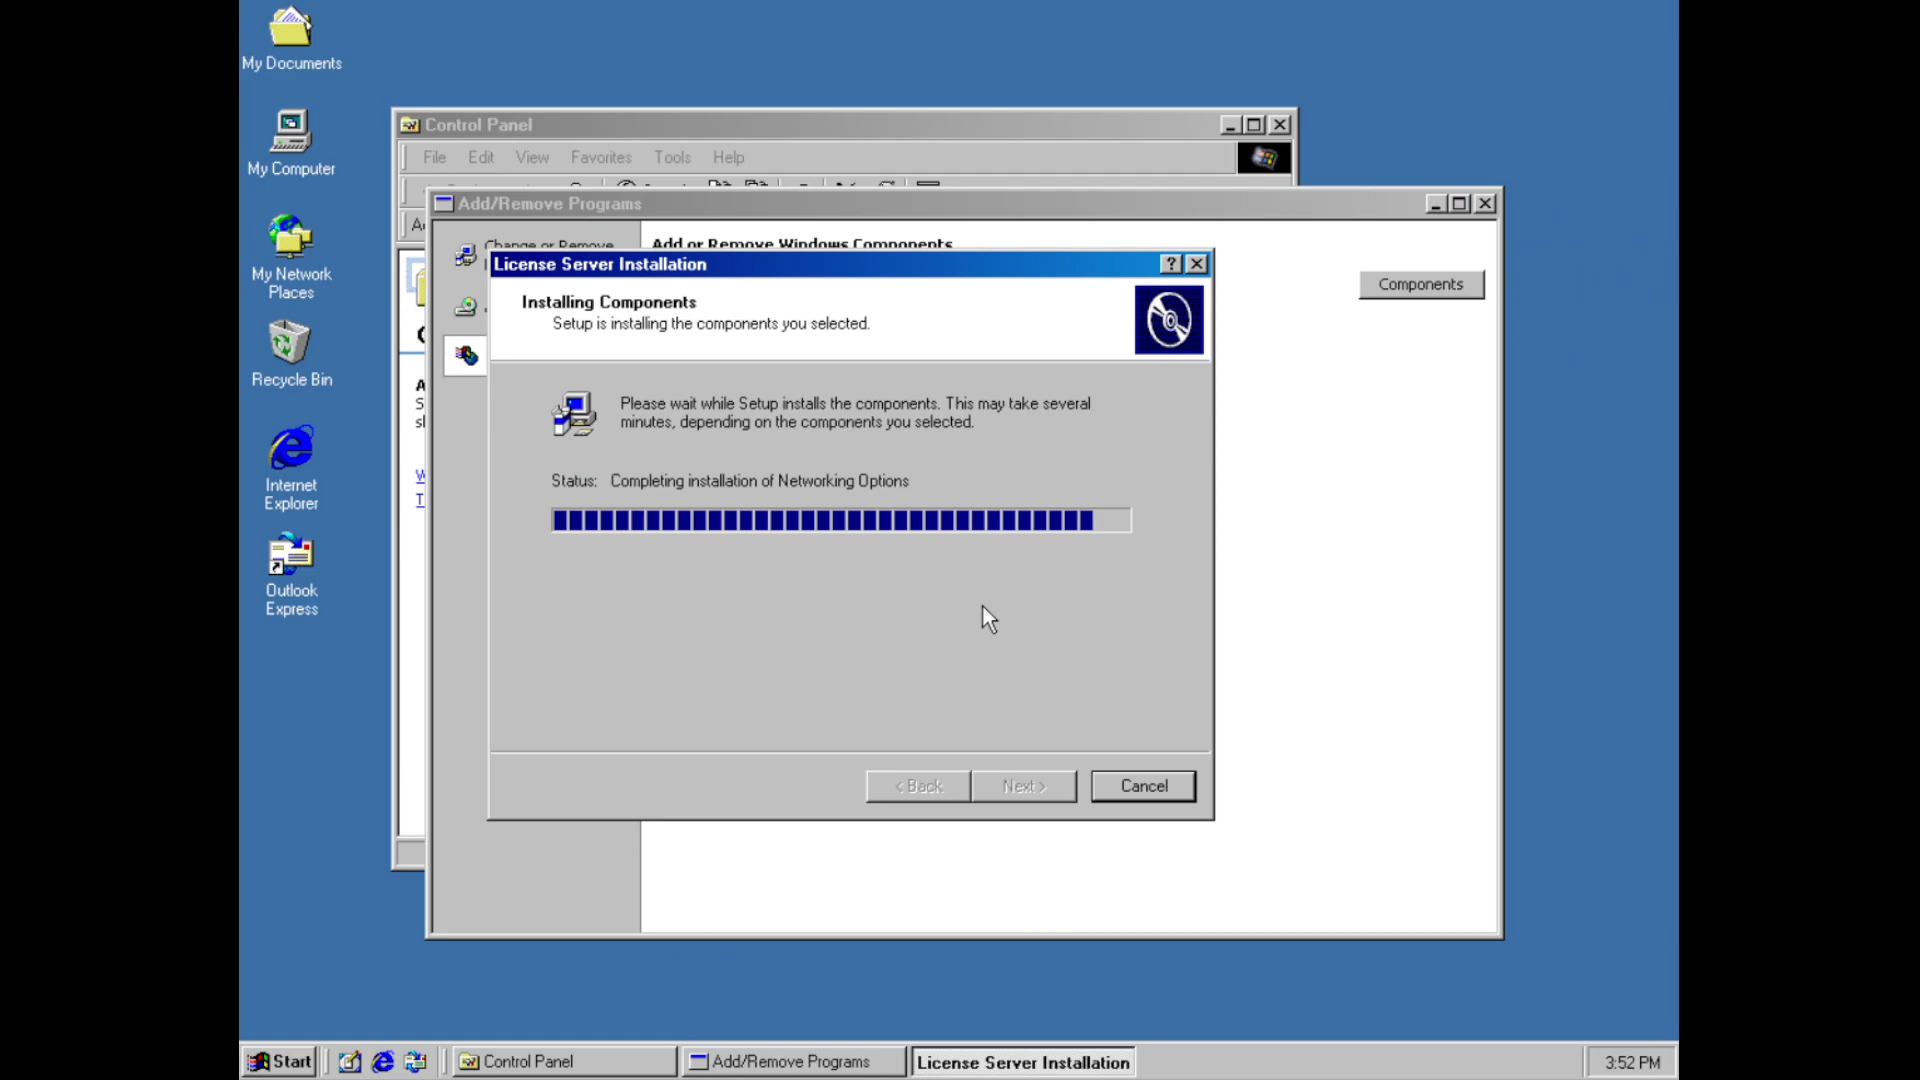 My Documents
My Computer
My Network
Places
Recycle Bin
Internet
Explorer
Outlook
Express
Control Panel
File Edit View Favorites Tools Help
Add/Remove Programs
Change or Remove
Add or Remove Windows Components
Components
License Server Installation
Installing Components
Setup is installing the components you selected.
Please wait while Setup installs the components. This may take several
minutes, depending on the components you selected.
Status: Completing installation of Networking Options
< Back
Next >
Cancel
Start
Control Panel
Add/Remove Programs
License Server Installation
3:52 PM